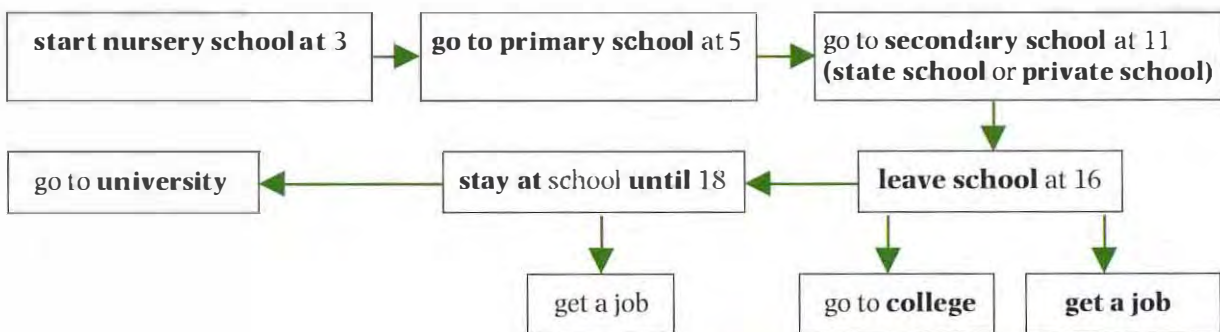 start nursery school at 3
go to primary school at 5
go to secondary school at 11
(state school or private school)
go to university
stay at school until 18
leave school at 16
get a job
go to college
get a job